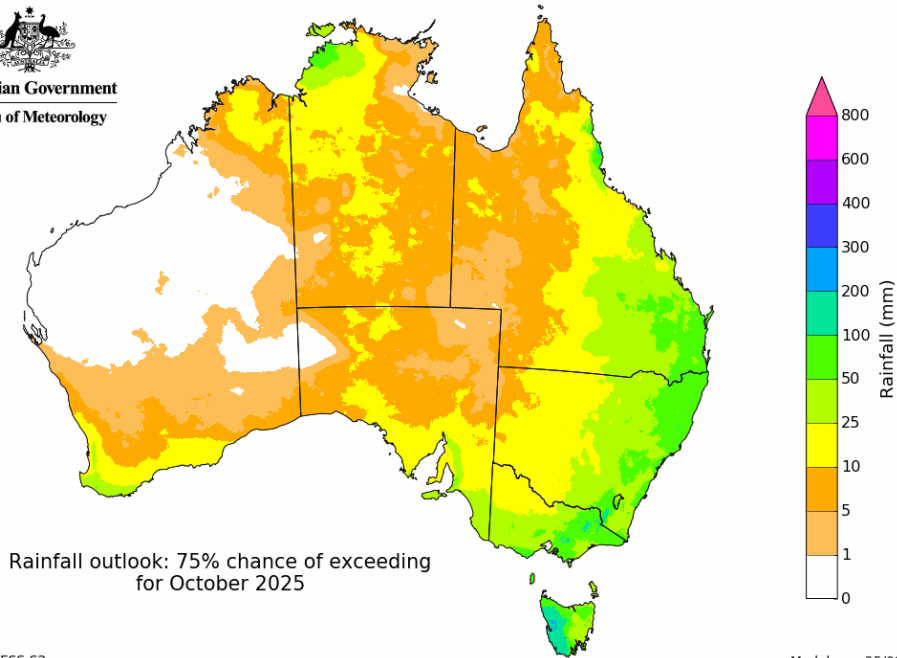 ian Government
of Meteorology
800
600
400
300
200
100
50
25
10
5
1
0
Rainfall (mm)
Rainfall outlook: 75% chance of exceeding
for October 2025